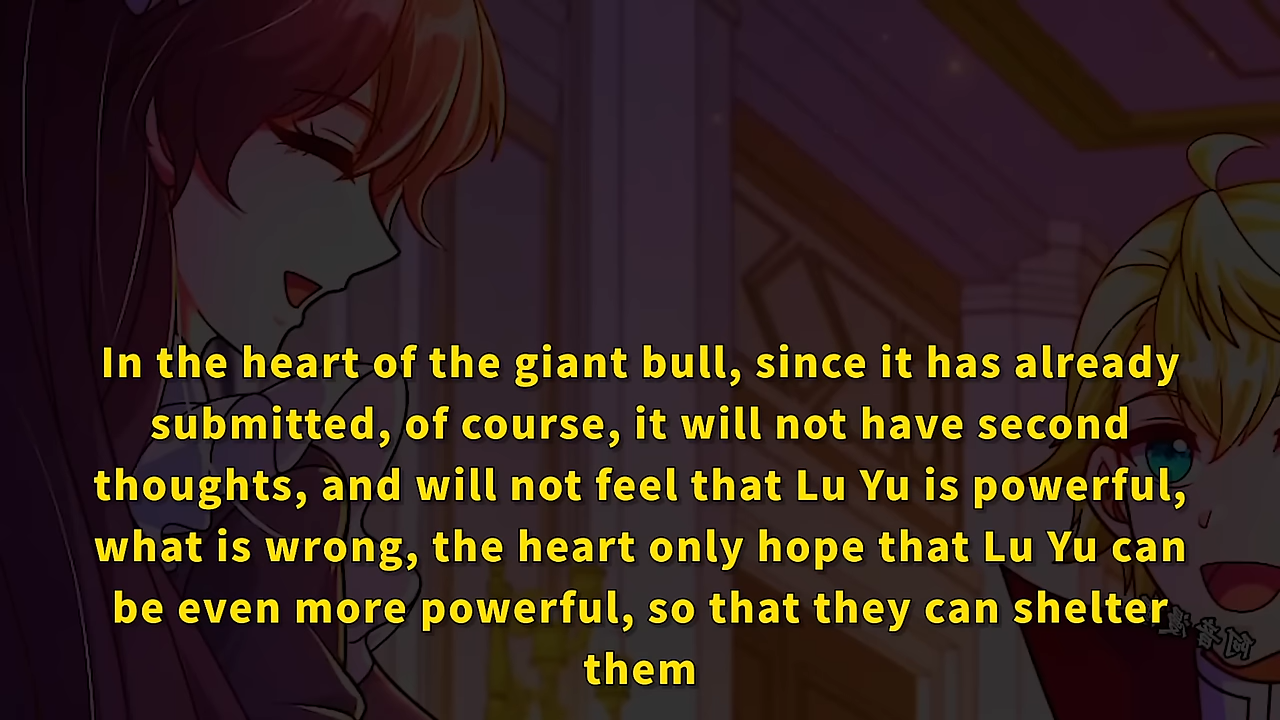 In the heart of the giant bull, since it has already
submitted, of course, it will not have second
thoughts, and will not feel that Lu Yu is powerful,
what is wrong, the heart only hope that Lu Yu can
be even more powerful, so that they can shelter
them